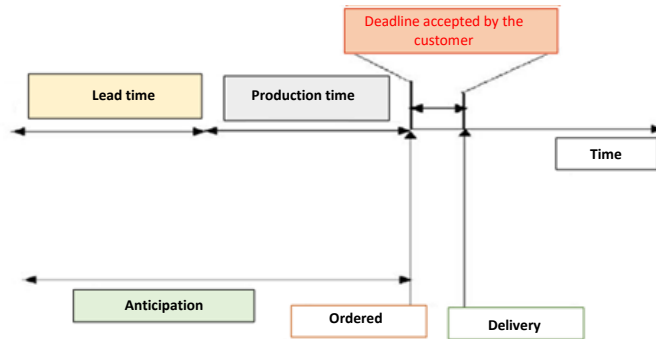 Deadline accepted by the
customer
Lead time
Production time
Time
Anticipation
Ordered
Delivery